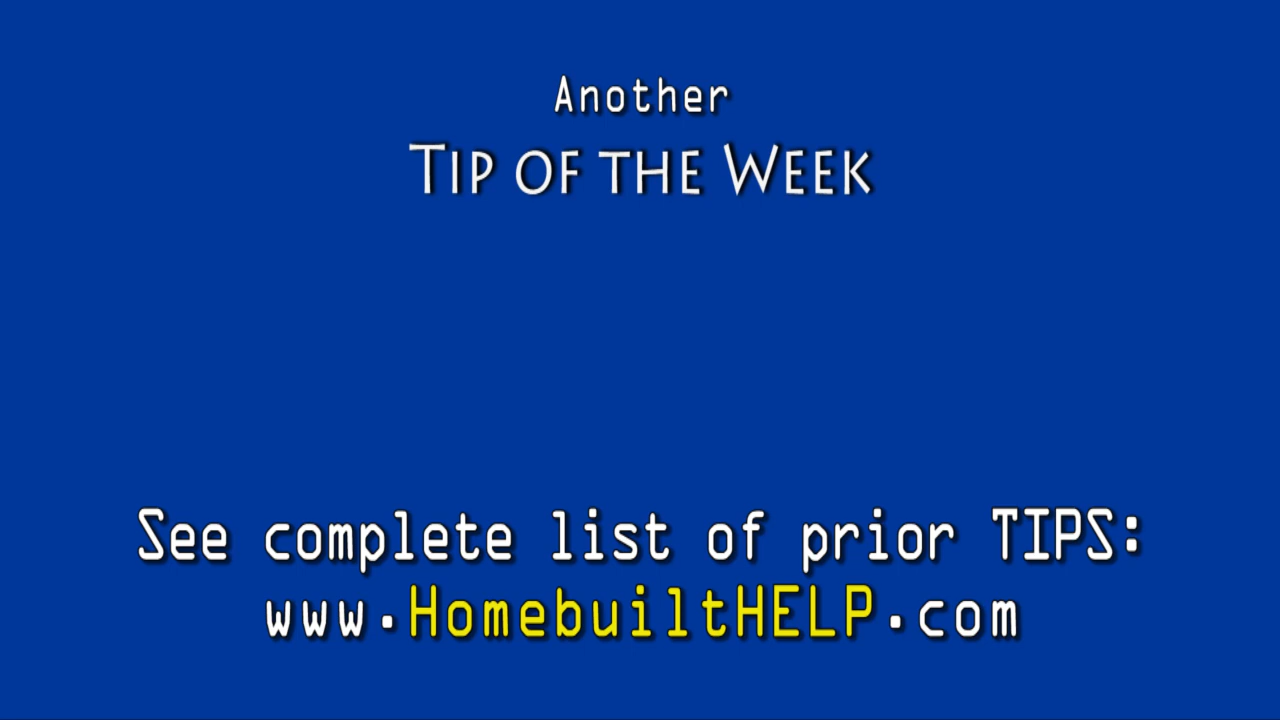 Another
TIP OF THE WEEK
See complete list of prior TIPS:
www.HomebuiltHELP.com